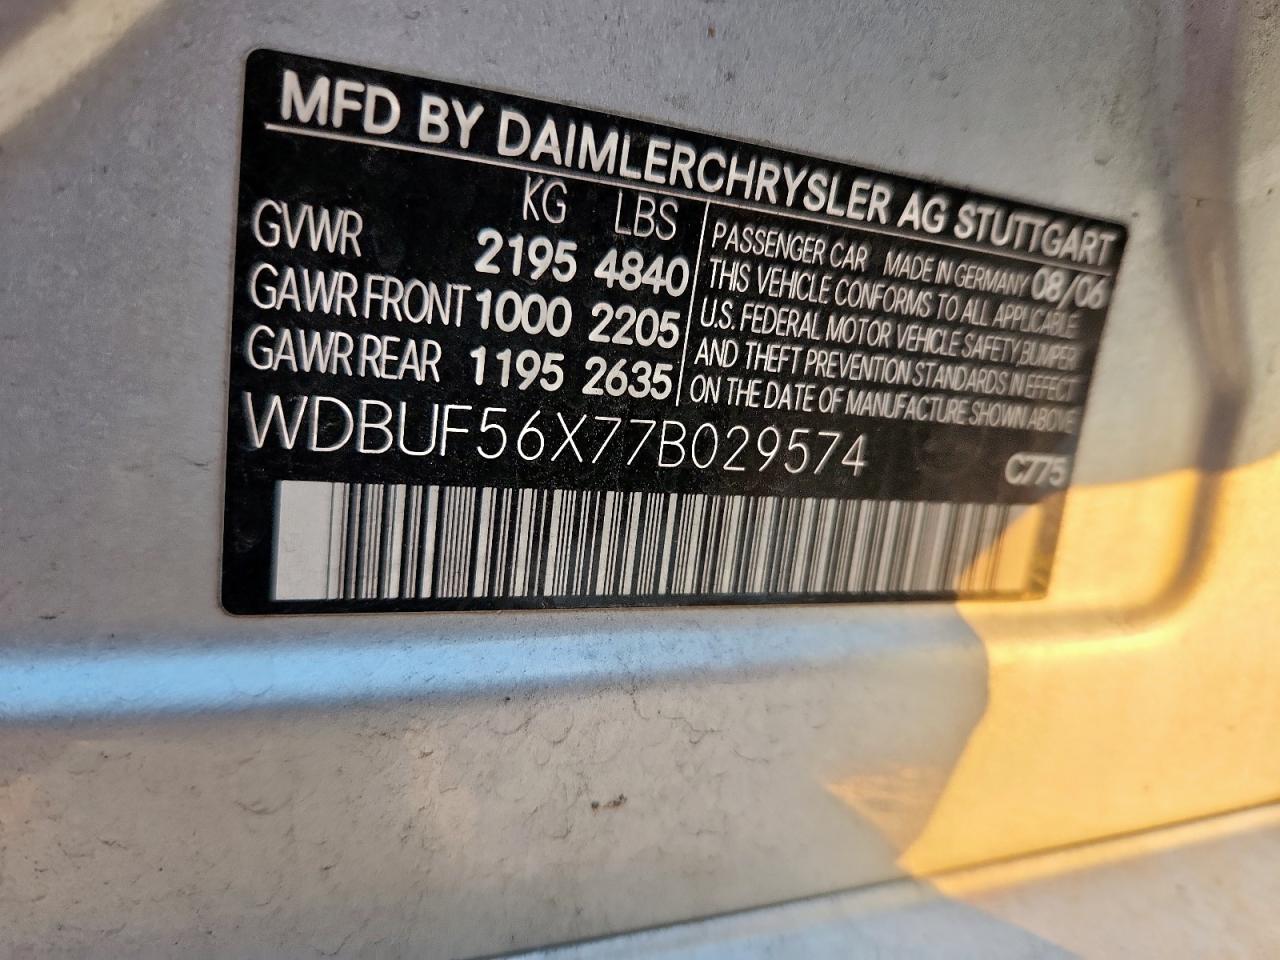 MFD BY DAIMLERCHRYSLER AG STUTTGART
KG LBS
GVWR 2195 4840
GAWR FRONT 1000 2205
GAWR REAR 1195 2635
PASSENGER CAR MADE IN GERMANY 08/06
THIS VEHICLE CONFORMS TO ALL APPLICABLE
U.S. FEDERAL MOTOR VEHICLE SAFETY,BUMPER
AND THEFT PREVENTION STANDARDS IN EFFECT
ON THE DATE OF MANUFACTURE SHOWN ABOVE
WDBUF56X77B029574
C775